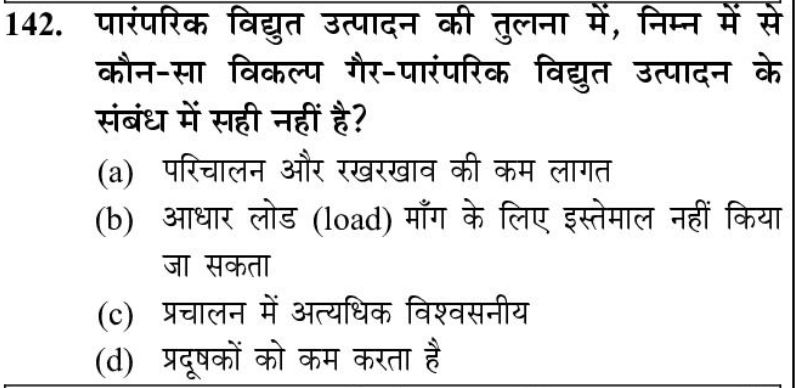 142. पारंपरिक विद्युत उत्पादन की तुलना में, निम्न में से
कौन-सा विकल्प गैर-पारंपरिक विद्युत उत्पादन के
संबंध में सही नहीं है?
(a) परिचालन और रखरखाव की कम लागत
(b) आधार लोड (load) माँग के लिए इस्तेमाल नहीं किया
जा सकता
(c) प्रचालन में अत्यधिक विश्वसनीय
(d) प्रदूषकों को कम करता है